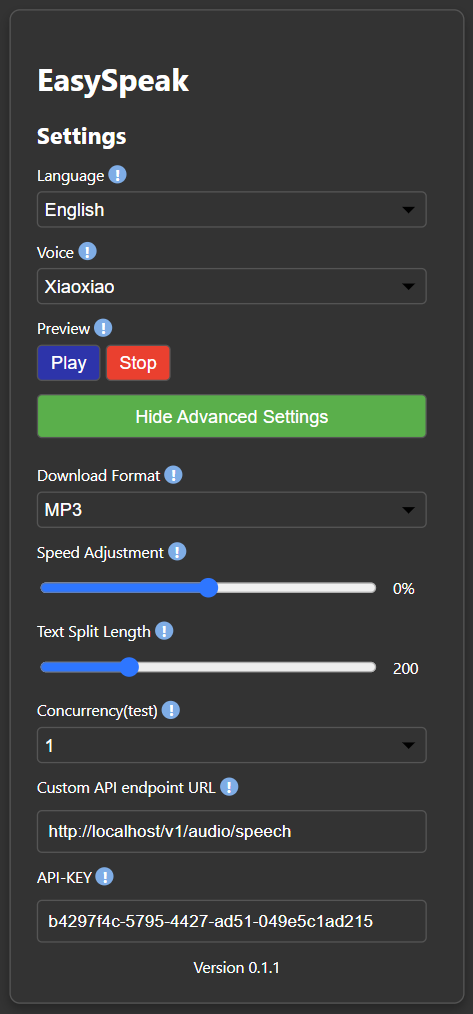 EasySpeak
Settings
Language
English
Voice
Xiaoxiao
Preview
Play Stop
Hide Advanced Settings
Download Format
MP3
Speed Adjustment
0%
Text Split Length
200
Concurrency(test)
1
Custom API endpoint URL
http://localhost/v1/audio/speech
API-KEY
b4297f4c-5795-4427-ad51-049e5c1ad215
Version 0.1.1